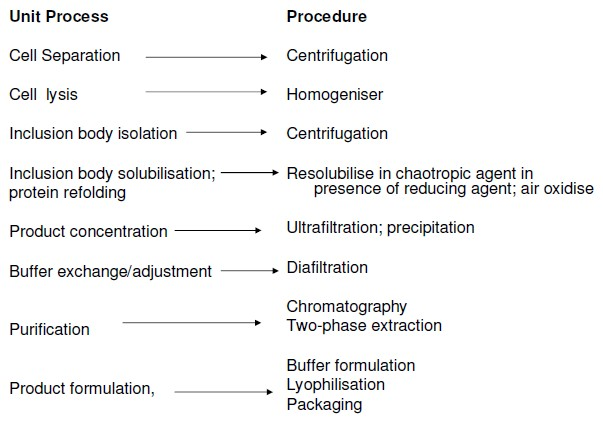 Unit Process Procedure
Cell Separation Centrifugation
Cell lysis Homogeniser
Inclusion body isolation Centrifugation
Inclusion body solubilisation; Resolubilise in chaotropic agent in
protein refolding presence of reducing agent; air oxidise
Product concentration Ultrafiltration; precipitation
Buffer exchange/adjustment Diafiltration
Chromatography
Purification Two-phase extraction
Buffer formulation
Product formulation, Lyophilisation
Packaging